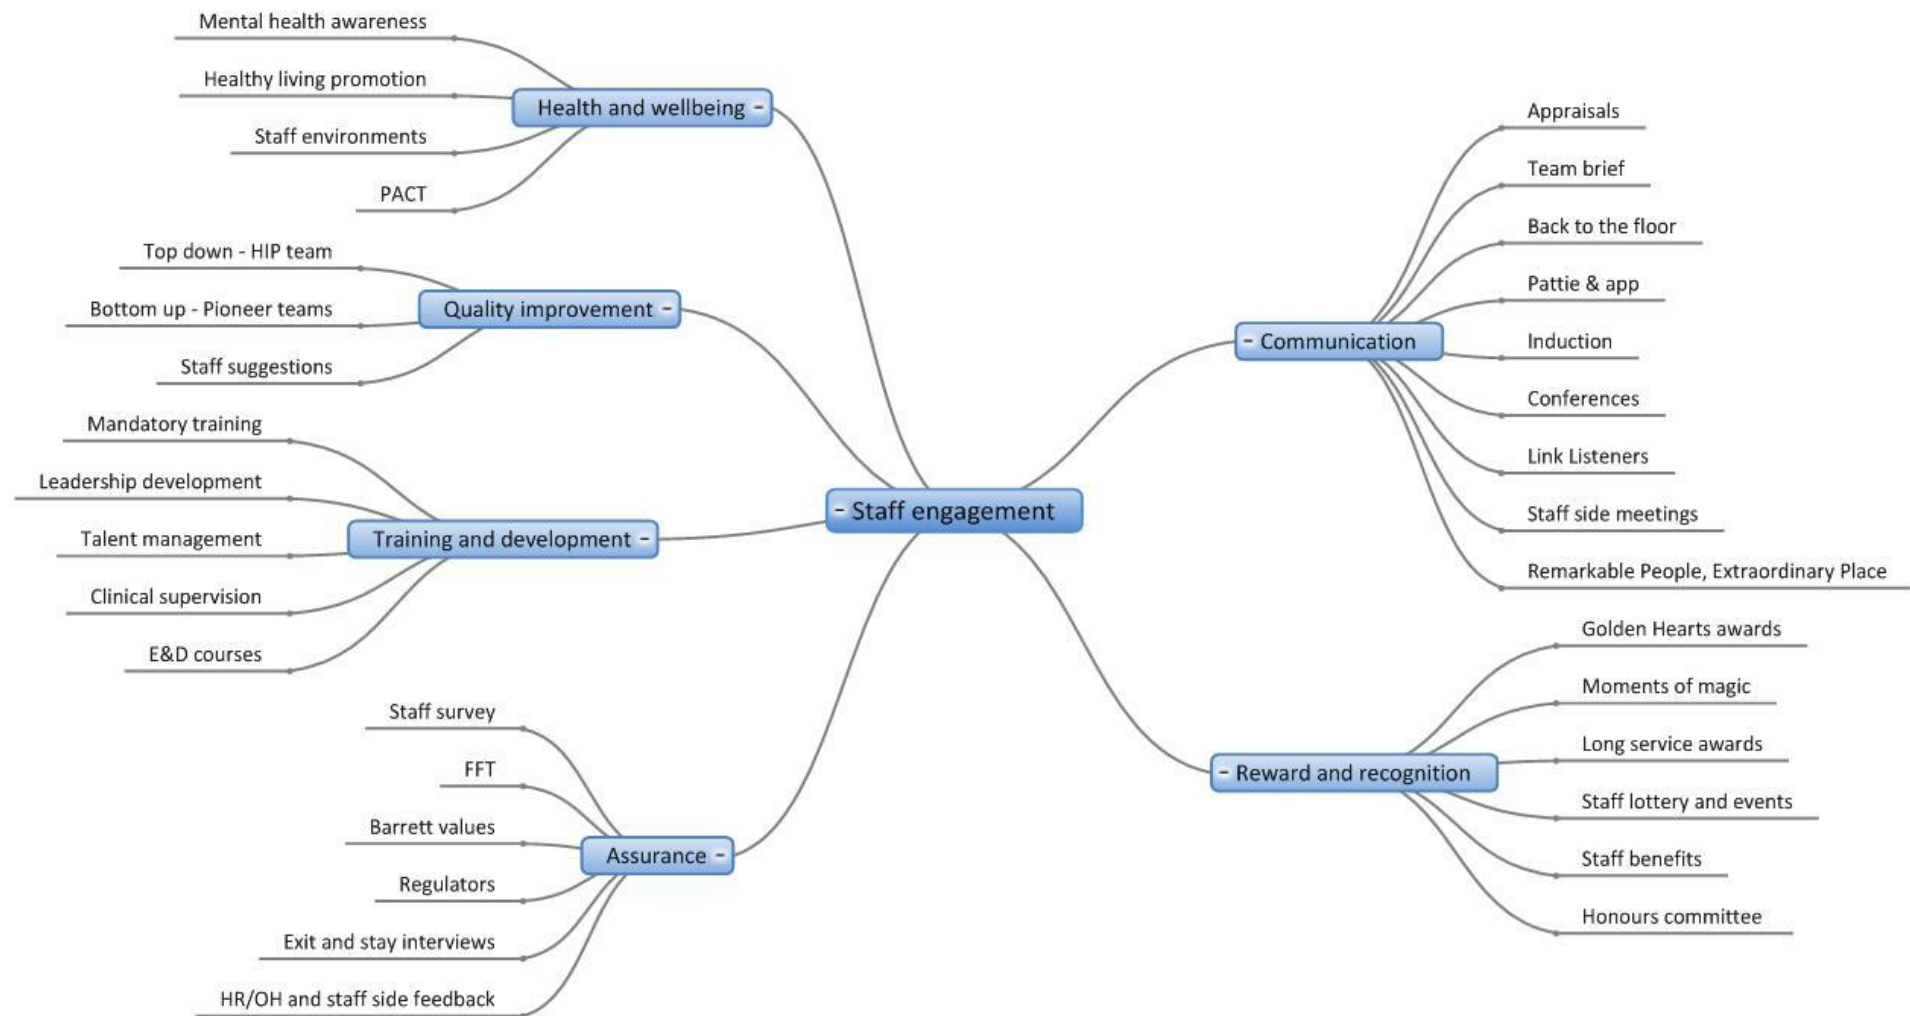 Mental health awareness
Healthy living promotion
Staff environments
PACT
Health and wellbeing
Top down - HIP team
Bottom up - Pioneer teams
Staff suggestions
Quality improvement
Mandatory training
Leadership development
Talent management
Clinical supervision
E&D courses
Training and development
Staff survey
FFT
Barrett values
Regulators
Exit and stay interviews
HR/OH and staff side feedback
Assurance
Staff engagement
Communication
Appraisals
Team brief
Back to the floor
Pattie & app
Induction
Conferences
Link Listeners
Staff side meetings
Remarkable People, Extraordinary Place
Reward and recognition
Golden Hearts awards
Moments of magic
Long service awards
Staff lottery and events
Staff benefits
Honours committee